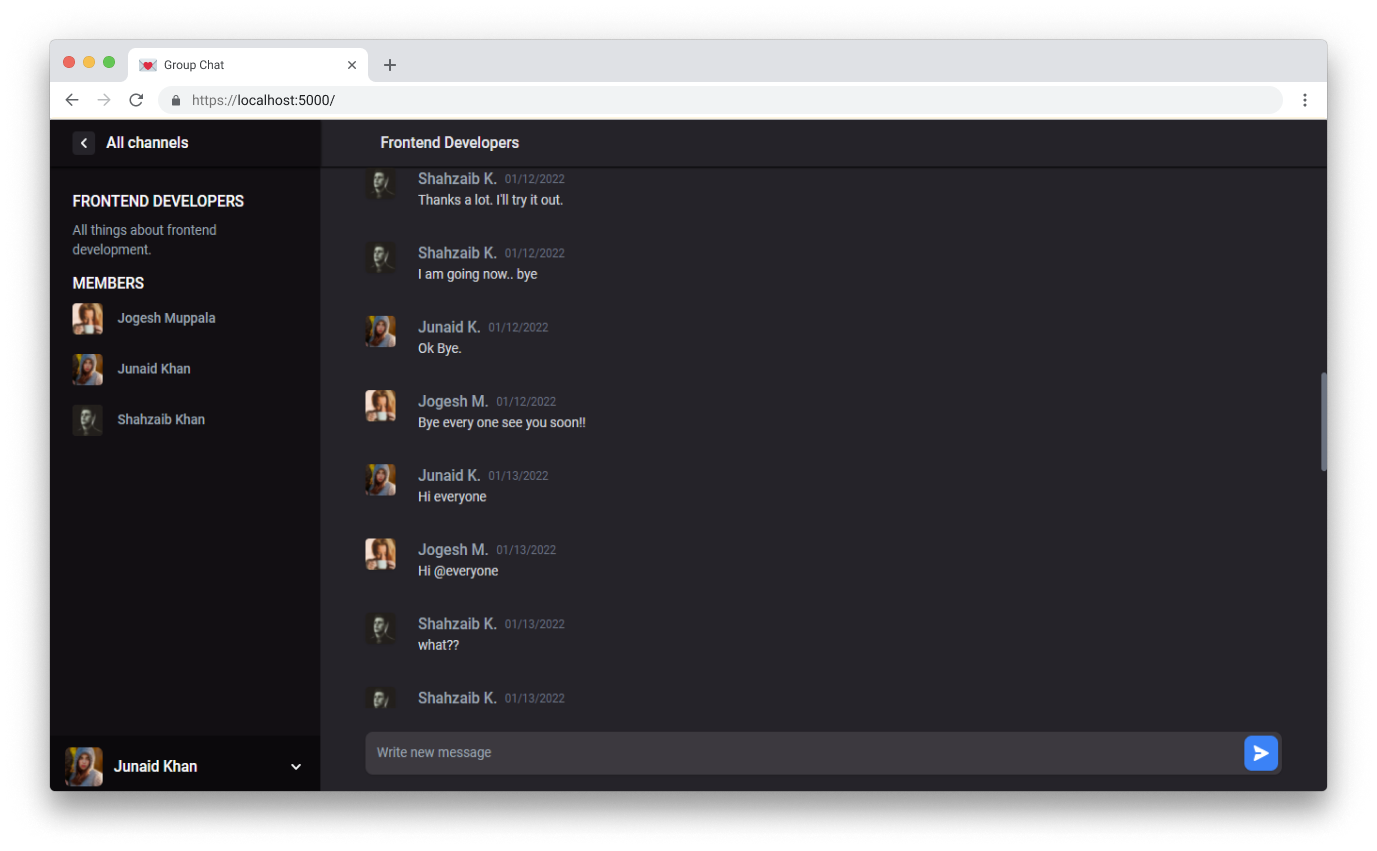 Group Chat
https://localhost:5000/
All channels
FRONTEND DEVELOPERS
All things about frontend
development.
MEMBERS
Jogesh Muppala
Junaid Khan
Shahzaib Khan
Junaid Khan
Frontend Developers
Shahzaib K. 01/12/2022
Thanks a lot. I'll try it out.
Shahzaib K. 01/12/2022
I am going now.. bye
Junaid K. 01/12/2022
Ok Bye.
Jogesh M. 01/12/2022
Bye every one see you soon!!
Junaid K. 01/13/2022
Hi everyone
Jogesh M. 01/13/2022
Hi @everyone
Shahzaib K. 01/13/2022
what??
Shahzaib K. 01/13/2022
Write new message